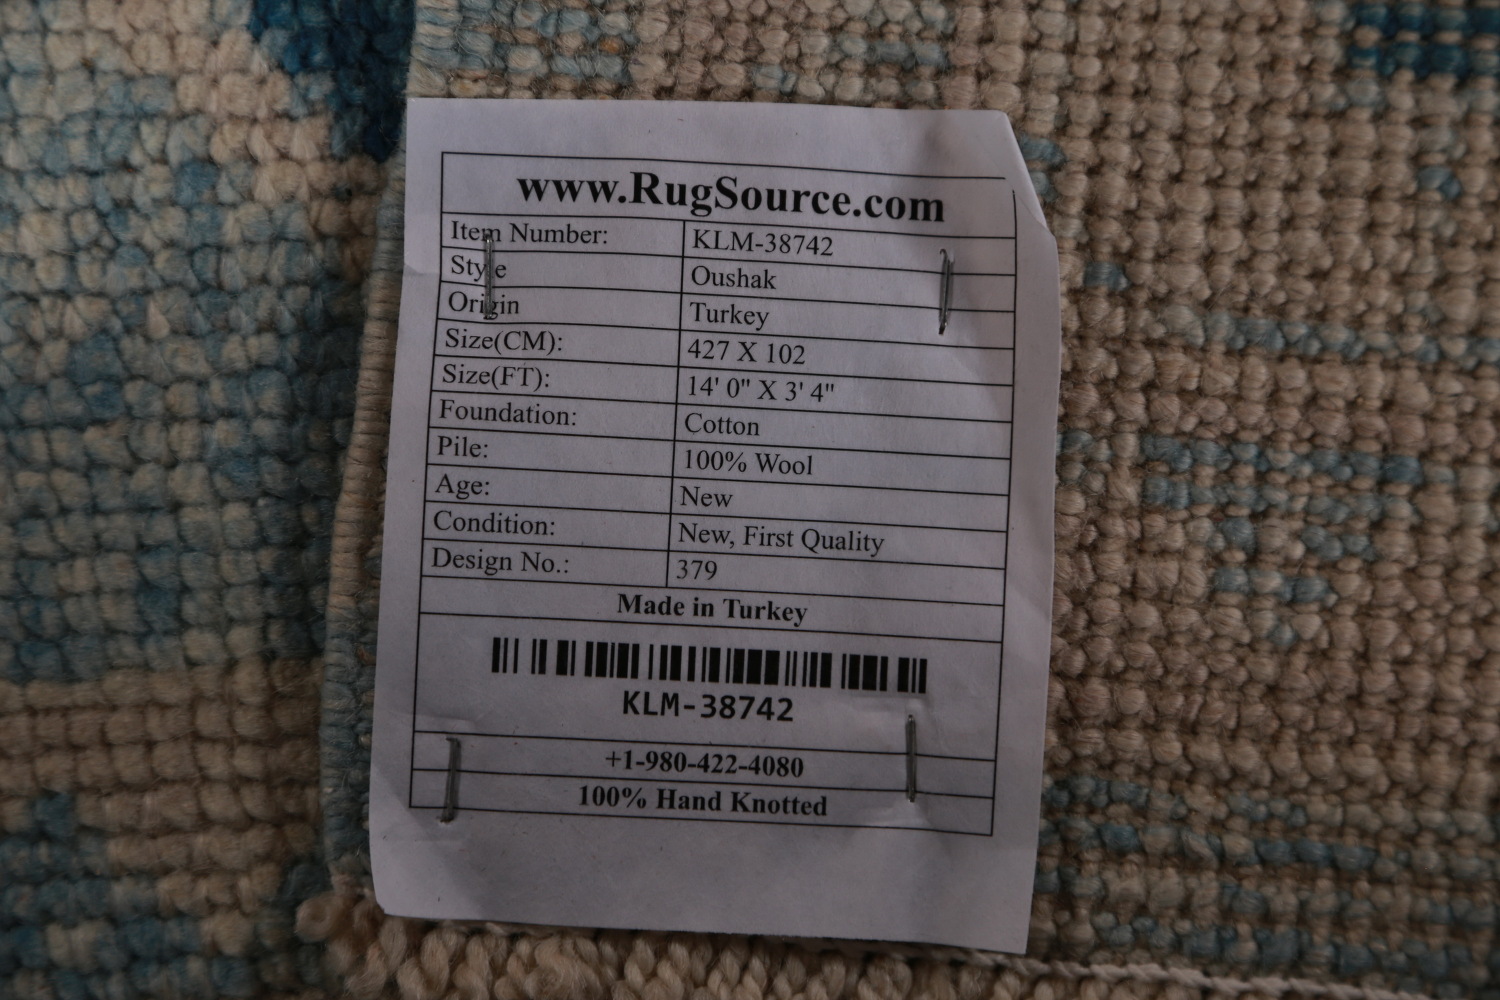 www.RugSource.com
Item Number: KLM-38742
Style Oushak
Origin Turkey
Size(CM): 427 X 102
Size(FT): 14' 0" X 3' 4"
Foundation: Cotton
Pile: 100% Wool
Age: New
Condition: New, First Quality
Design No.: 379
Made in Turkey
KLM-38742
+1-980-422-4080
100% Hand Knotted